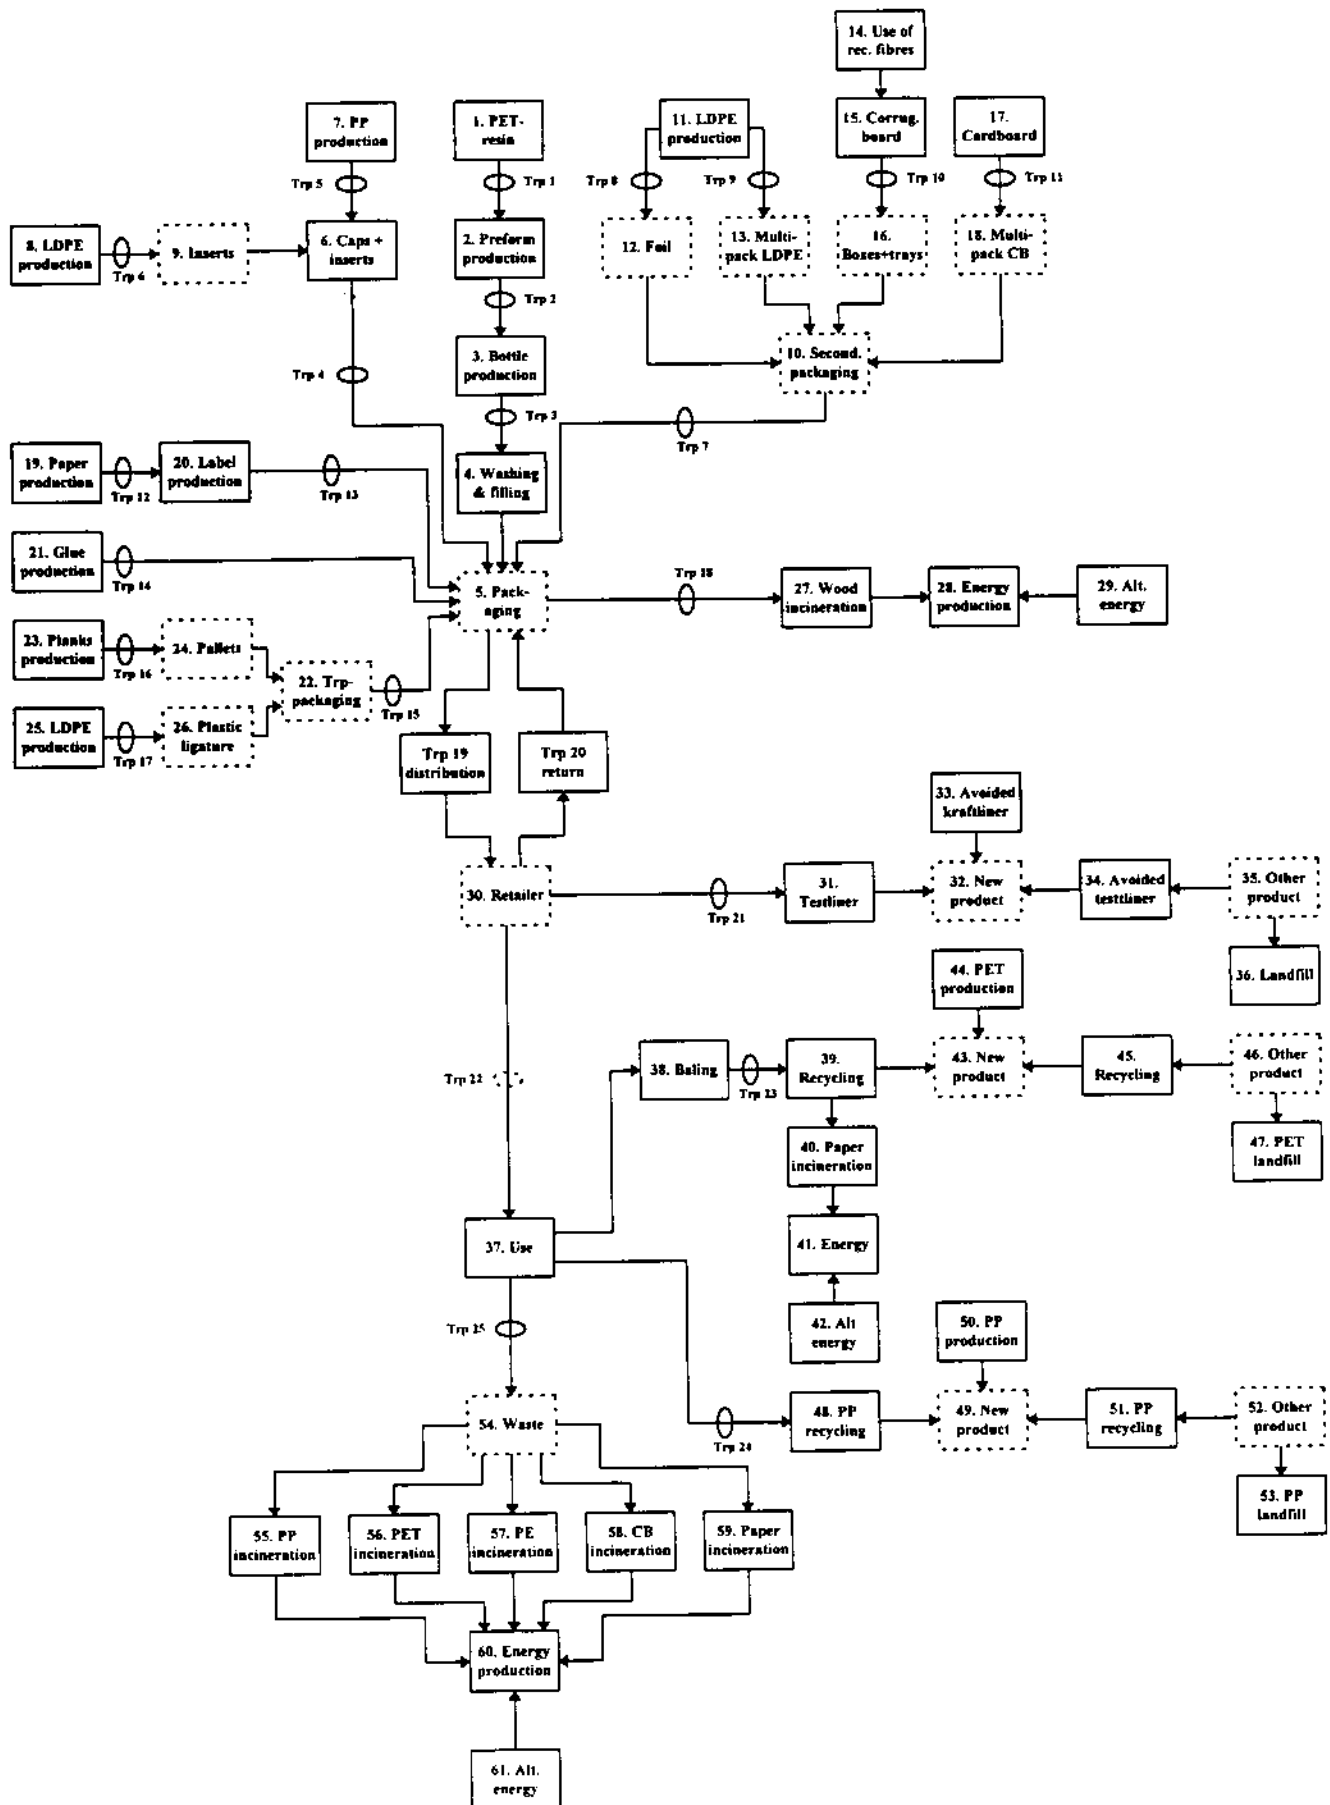 14. Use of
rec. fibres
7. PP
production
1. PET-
resin
11. LDPE
production
15. Corrug.
board
17.
Cardboard
Trp 5
Trp 1
Trp 8
Trp 9
Trp 10
Trp 11
8. LDPE
production
Trp 6
9. Inserts
6. Caps +
inserts
2. Preform
production
12. Foil
13. Multi-
pack LDPE
16.
Boxes+trays
18. Multi-
pack CB
Trp 2
3. Bottle
production
10. Second.
packaging
Trp 4
Trp 3
Trp 7
19. Paper
production
Trp 12
20. Label
production
Trp 13
4. Washing
& filling
21. Glue
production
Trp 14
5. Pack-
aging
Trp 18
27. Wood
incineration
28. Energy
production
29. Alt.
energy
23. Planks
production
Trp 16
24. Pallets
22. Trp-
packaging
Trp 15
25. LDPE
production
Trp 17
26. Plastic
ligature
Trp 19
distribution
Trp 20
return
33. Avoided
kraftliner
30. Retailer
Trp 21
31.
Testliner
32. New
product
34. Avoided
testtliner
35. Other
product
36. Landfill
44. PET
production
Trp 22
38. Baling
Trp 23
39.
Recycling
43. New
product
45.
Recycling
46. Other
product
40. Paper
incineration
47. PET
landfill
37. Use
41. Energy
Trp 25
42. Alt
energy
50. PP
production
54. Waste
Trp 24
48. PP
recycling
49. New
product
51. PP
recycling
52. Other
product
53. PP
landfill
55. PP
incineration
56. PET
incineration
57. PE
incineration
58. CB
incineration
59. Paper
incineration
60. Energy
production
61. Alt.
energy